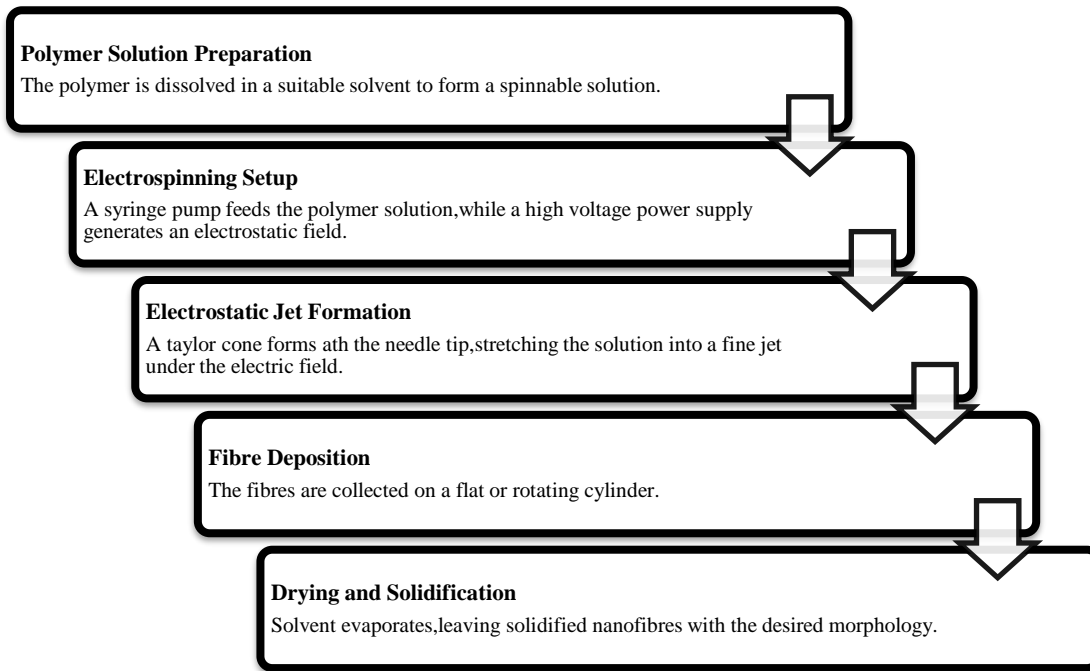 Polymer Solution Preparation
The polymer is dissolved in a suitable solvent to form a spinnable solution.
Electrospinning Setup
A syringe pump feeds the polymer solution,while a high voltage power supply
generates an electrostatic field.
Electrostatic Jet Formation
A taylor cone forms ath the needle tip,stretching the solution into a fine jet
under the electric field.
Fibre Deposition
The fibres are collected on a flat or rotating cylinder.
Drying and Solidification
Solvent evaporates,leaving solidified nanofibres with the desired morphology.